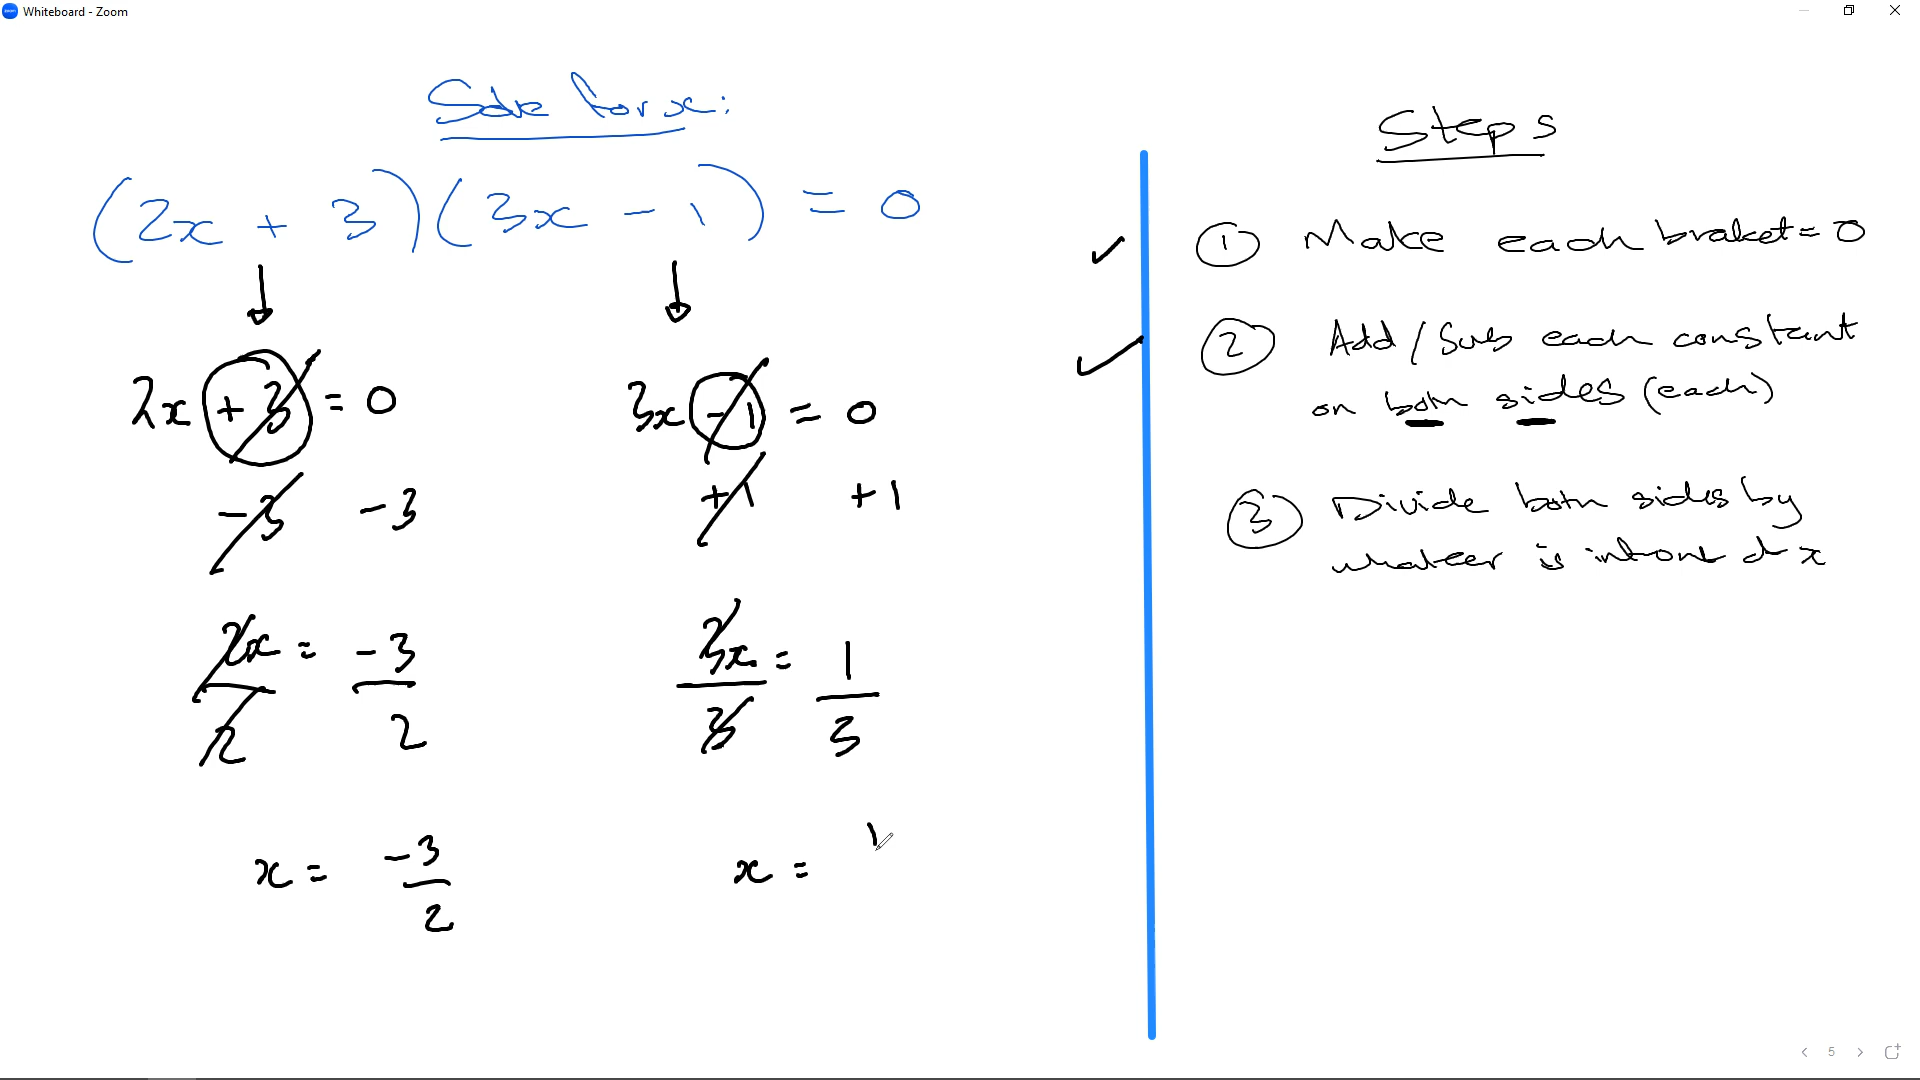 Whiteboard - Zoom
Solve for x:
(2x + 3)(3x - 1) = 0
2x + 3 = 0
-3 -3
2x = -3
2 2
x = -3
2
3x - 1 = 0
+1 +1
3x = 1
3 3
x = 1
Steps
1 Make each braket = 0
2 Add / Sub each constant
on both sides (each)
3 Divide both sides by
whatever is infront of x
5